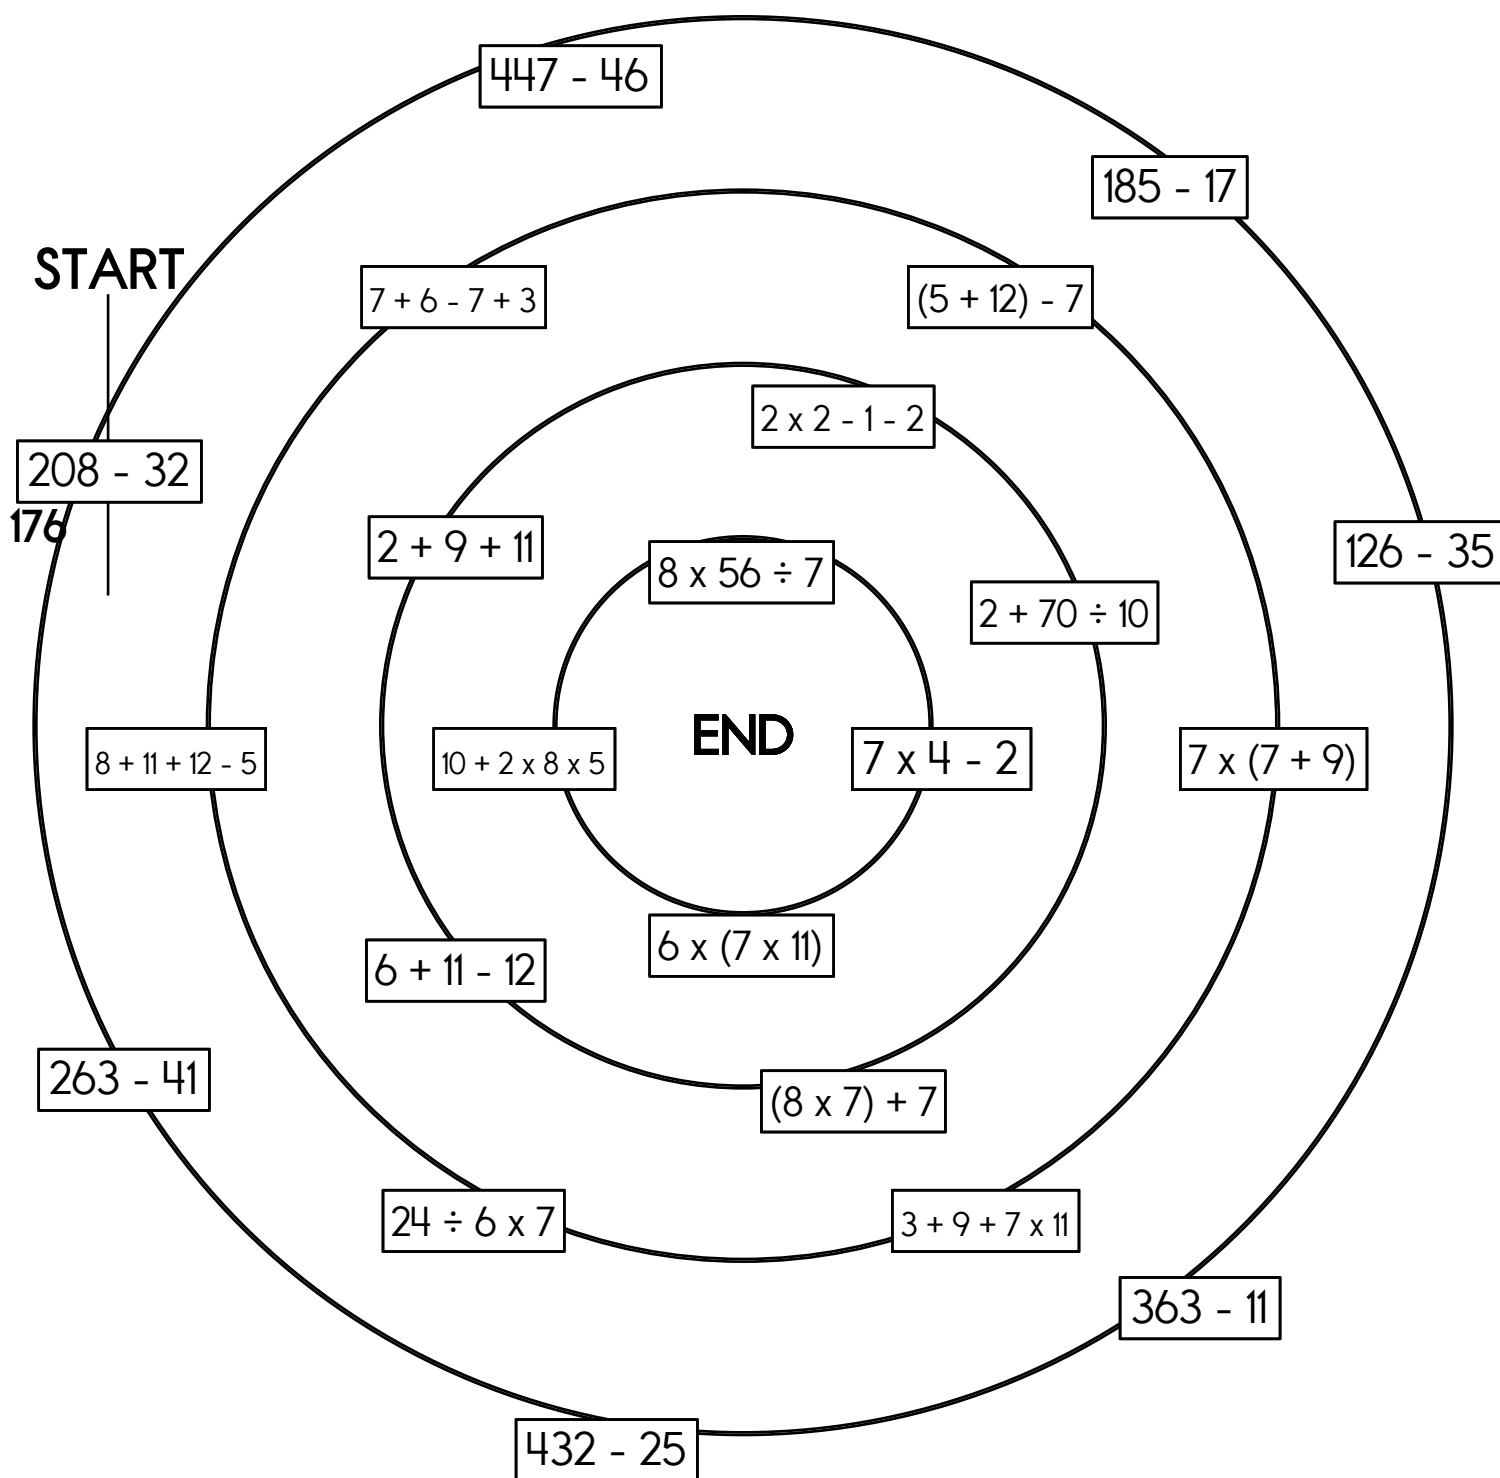 447 - 46
185 - 17
START
7 + 6 - 7 + 3
(5 + 12) - 7
2 x 2 - 1 - 2
208 - 32
176
2 + 9 + 11
126 - 35
8 x 56 ÷ 7
2 + 70 ÷ 10
END
8 + 11 + 12 - 5
10 + 2 x 8 x 5
7 x 4 - 2
7 x (7 + 9)
6 x (7 x 11)
6 + 11 - 12
263 - 41
(8 x 7) + 7
24 ÷ 6 x 7
3 + 9 + 7 x 11
363 - 11
432 - 25